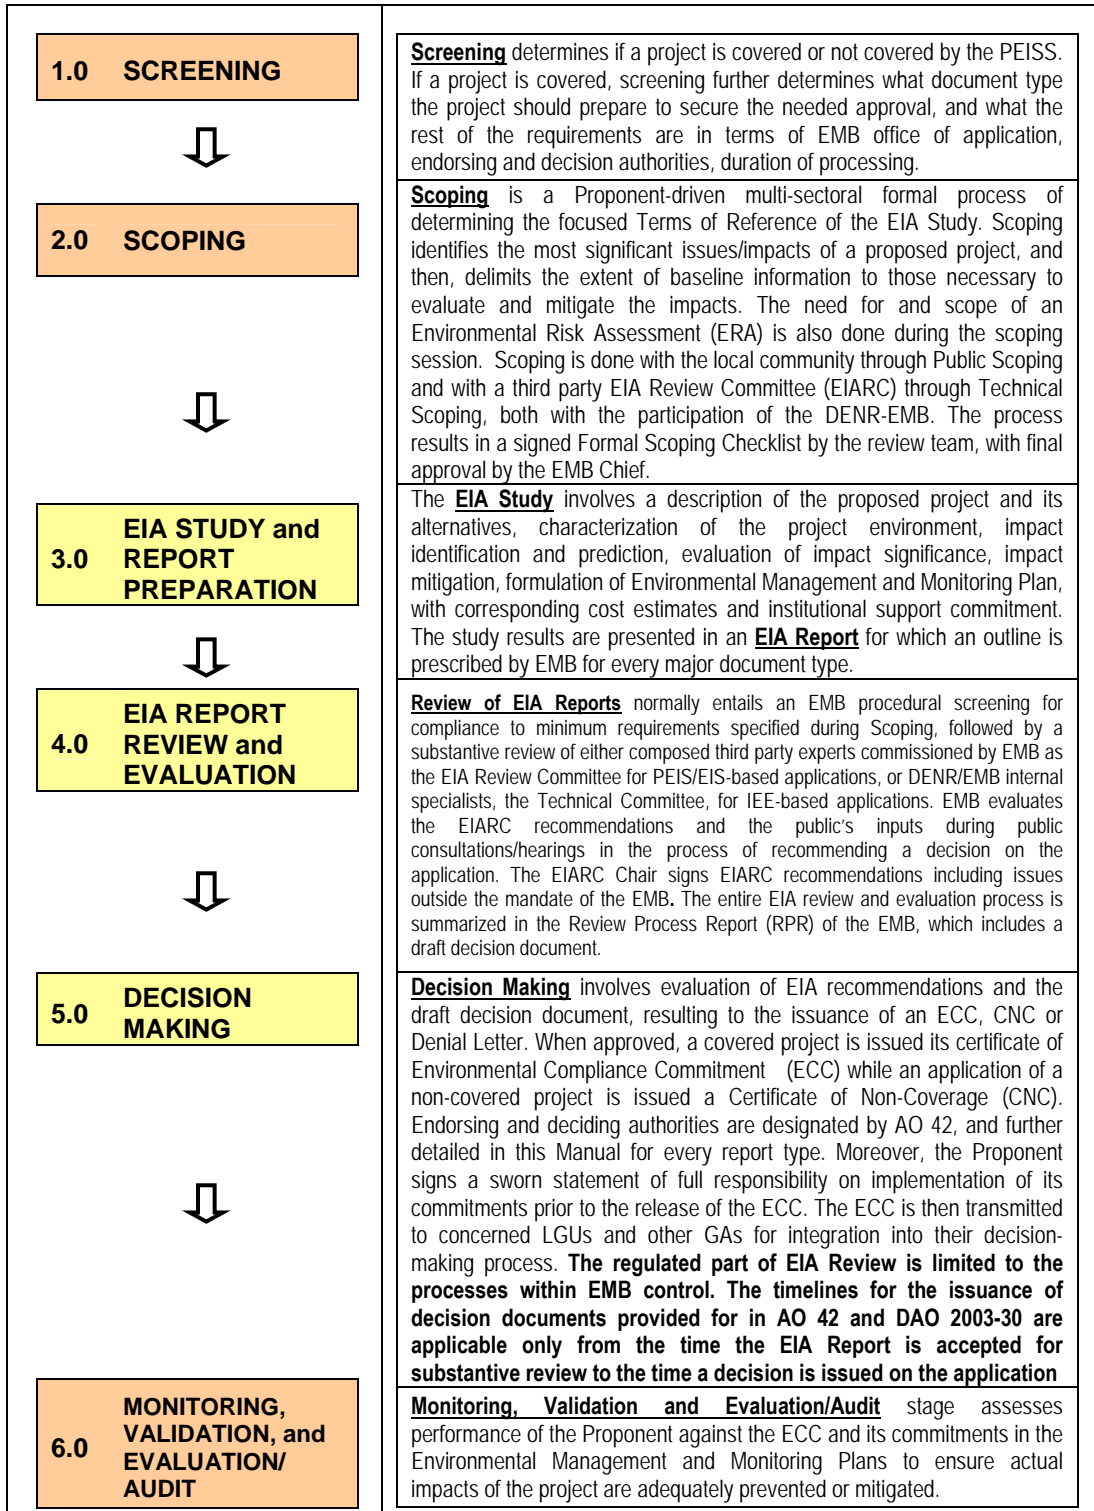 1.0 SCREENING
Screening determines if a project is covered or not covered by the PEISS.
If a project is covered, screening further determines what document type
the project should prepare to secure the needed approval, and what the
rest of the requirements are in terms of EMB office of application,
endorsing and decision authorities, duration of processing.
2.0 SCOPING
Scoping is a Proponent-driven multi-sectoral formal process of
determining the focused Terms of Reference of the EIA Study. Scoping
identifies the most significant issues/impacts of a proposed project, and
then, delimits the extent of baseline information to those necessary to
evaluate and mitigate the impacts. The need for and scope of an
Environmental Risk Assessment (ERA) is also done during the scoping
session. Scoping is done with the local community through Public Scoping
and with a third party EIA Review Committee (EIARC) through Technical
Scoping, both with the participation of the DENR-EMB. The process
results in a signed Formal Scoping Checklist by the review team, with final
approval by the EMB Chief.
3.0 EIA STUDY and
REPORT
PREPARATION
The EIA Study involves a description of the proposed project and its
alternatives, characterization of the project environment, impact
identification and prediction, evaluation of impact significance, impact
mitigation, formulation of Environmental Management and Monitoring Plan,
with corresponding cost estimates and institutional support commitment.
The study results are presented in an EIA Report for which an outline is
prescribed by EMB for every major document type.
4.0 EIA REPORT
REVIEW and
EVALUATION
Review of EIA Reports normally entails an EMB procedural screening for
compliance to minimum requirements specified during Scoping, followed by a
substantive review of either composed third party experts commissioned by EMB as
the EIA Review Committee for PEIS/EIS-based applications, or DENR/EMB internal
specialists, the Technical Committee, for IEE-based applications. EMB evaluates
the EIARC recommendations and the public's inputs during public
consultations/hearings in the process of recommending a decision on the
application. The EIARC Chair signs EIARC recommendations including issues
outside the mandate of the EMB. The entire EIA review and evaluation process is
summarized in the Review Process Report (RPR) of the EMB, which includes a
draft decision document.
5.0 DECISION
MAKING
Decision Making involves evaluation of EIA recommendations and the
draft decision document, resulting to the issuance of an ECC, CNC or
Denial Letter. When approved, a covered project is issued its certificate of
Environmental Compliance Commitment (ECC) while an application of a
non-covered project is issued a Certificate of Non-Coverage (CNC).
Endorsing and deciding authorities are designated by AO 42, and further
detailed in this Manual for every report type. Moreover, the Proponent
signs a sworn statement of full responsibility on implementation of its
commitments prior to the release of the ECC. The ECC is then transmitted
to concerned LGUs and other GAs for integration into their decision-
making process. The regulated part of EIA Review is limited to the
processes within EMB control. The timelines for the issuance of
decision documents provided for in AO 42 and DAO 2003-30 are
applicable only from the time the EIA Report is accepted for
substantive review to the time a decision is issued on the application
6.0 MONITORING,
VALIDATION, and
EVALUATION/
AUDIT
Monitoring, Validation and Evaluation/Audit stage assesses
performance of the Proponent against the ECC and its commitments in the
Environmental Management and Monitoring Plans to ensure actual
impacts of the project are adequately prevented or mitigated.